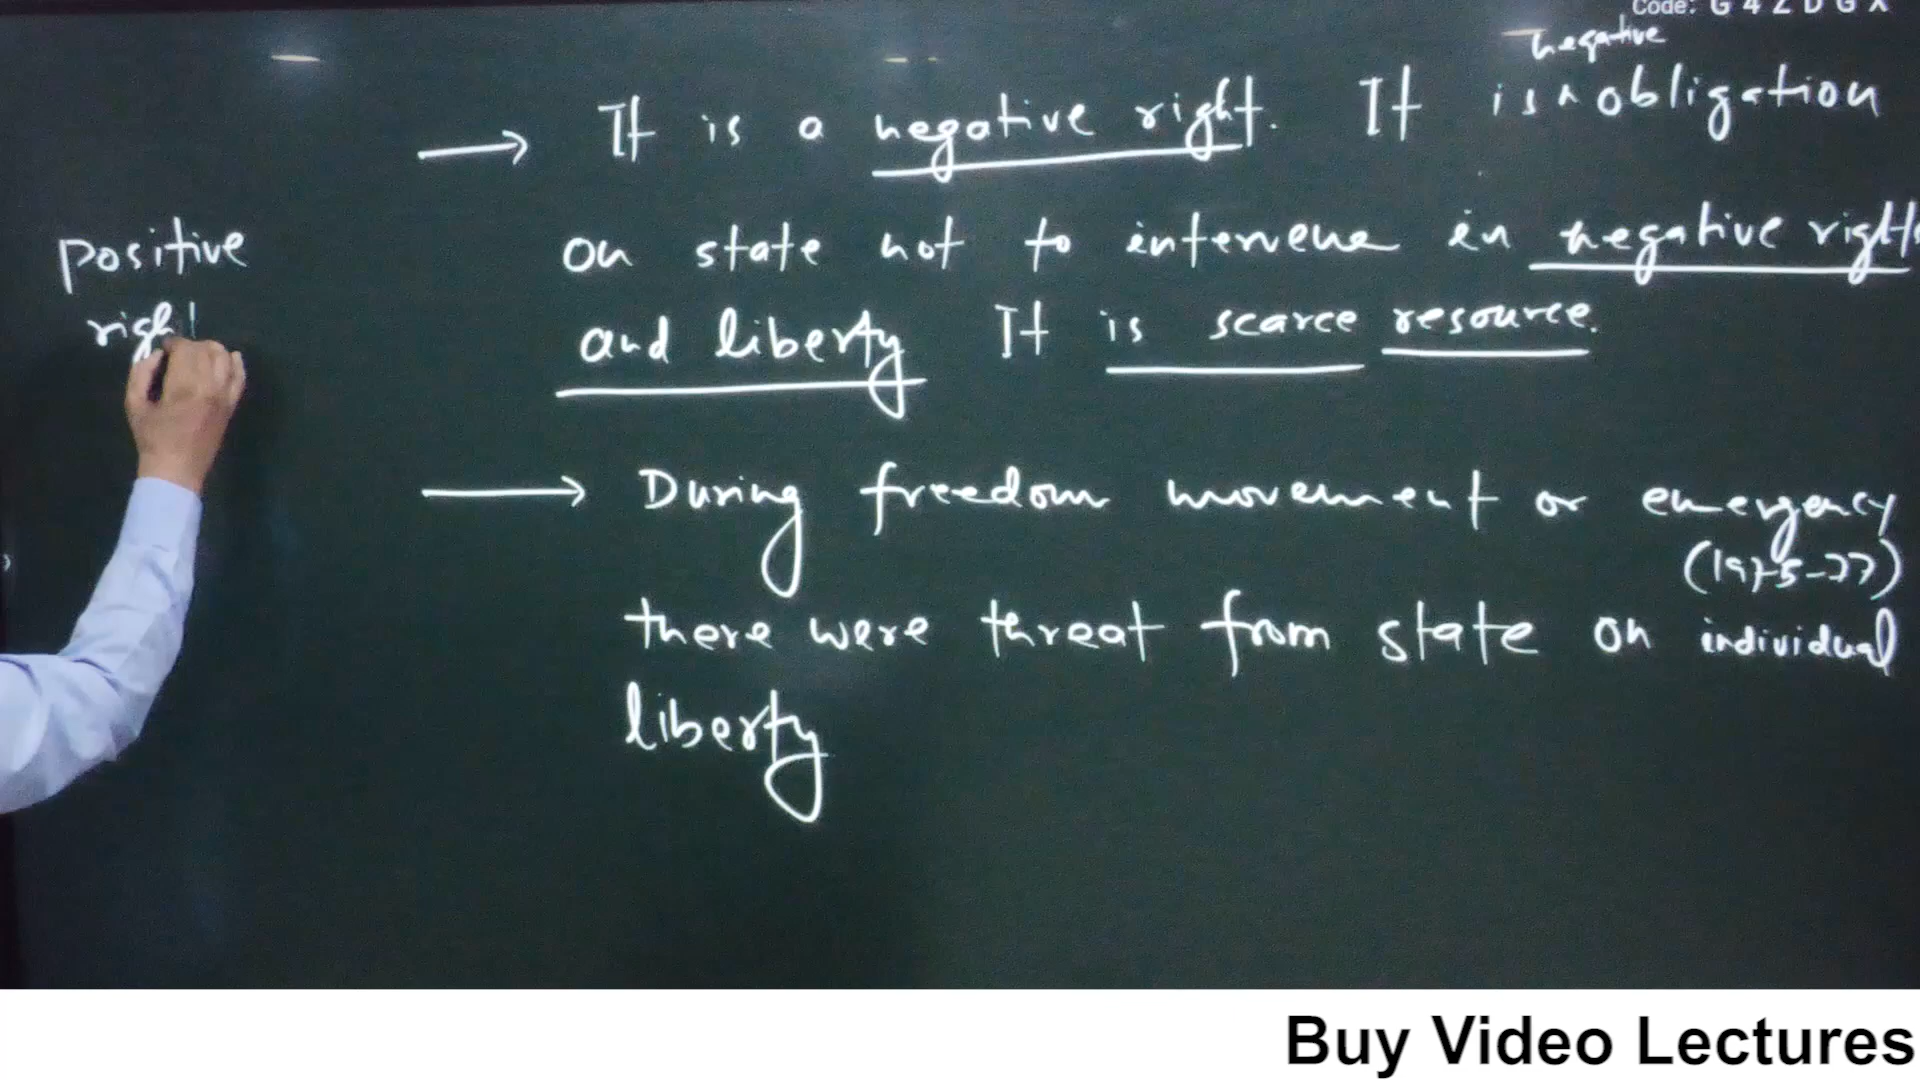 Code: G 4 Z D G X
negative
→ It is a negative right. It is ^ obligation
on state not to intervene in negative rights
and liberty It is scarce resource.
positive
righ
→ During freedom movement or emergency
(1975-77)
there were threat from state on individual
liberty
Buy Video Lectures